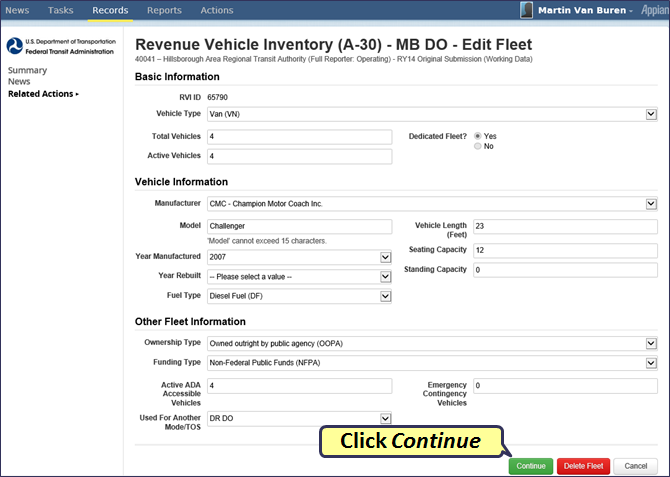 News Tasks Records Reports Actions Martin Van Buren - Appian
U.S. Department of Transportation
Federal Transit Administration
Summary
News
Related Actions ▸
Revenue Vehicle Inventory (A-30) - MB DO - Edit Fleet
40041 – Hillsborough Area Regional Transit Authority (Full Reporter: Operating) - RY14 Original Submission (Working Data)
Basic Information
RVI ID 65790
Vehicle Type Van (VN)
Total Vehicles 4 Dedicated Fleet? Yes
No
Active Vehicles 4
Vehicle Information
Manufacturer CMC - Champion Motor Coach Inc.
Model Challenger Vehicle Length (Feet) 23
'Model' cannot exceed 15 characters.
Seating Capacity 12
Year Manufactured 2007
Standing Capacity 0
Year Rebuilt -- Please select a value --
Fuel Type Diesel Fuel (DF)
Other Fleet Information
Ownership Type Owned outright by public agency (OOPA)
Funding Type Non-Federal Public Funds (NFPA)
Active ADA Accessible Vehicles 4 Emergency Contingency Vehicles 0
Used For Another Mode/TOS DR DO
Click Continue
Continue Delete Fleet Cancel